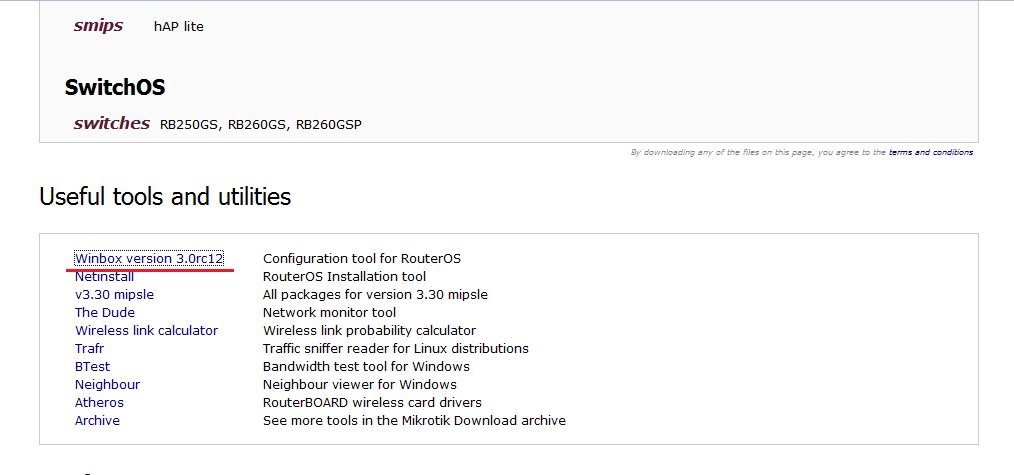 smips hAP lite
SwitchOS
switches RB250GS, RB260GS, RB260GSP
By downloading any of the files on this page, you agree to the terms and conditions
Useful tools and utilities
Winbox version 3.0rc12 Configuration tool for RouterOS
Netinstall RouterOS Installation tool
v3.30 mipsle All packages for version 3.30 mipsle
The Dude Network monitor tool
Wireless link calculator Wireless link probability calculator
Trafr Traffic sniffer reader for Linux distributions
BTest Bandwidth test tool for Windows
Neighbour Neighbour viewer for Windows
Atheros RouterBOARD wireless card drivers
Archive See more tools in the Mikrotik Download archive